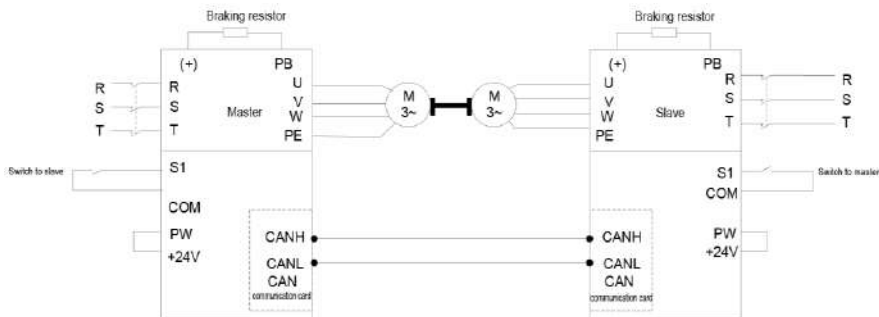 Braking resistor
Braking resistor
(+) PB
(+) PB
R R U U R R
S S V M M V S S
Master 3~ 3~ Slave
T T W W T T
PE PE
Switch to slave S1 S1 Switch to master
COM COM
PW PW
+24V +24V
CANH CANH
CANL CANL
CAN CAN
communication card communication card